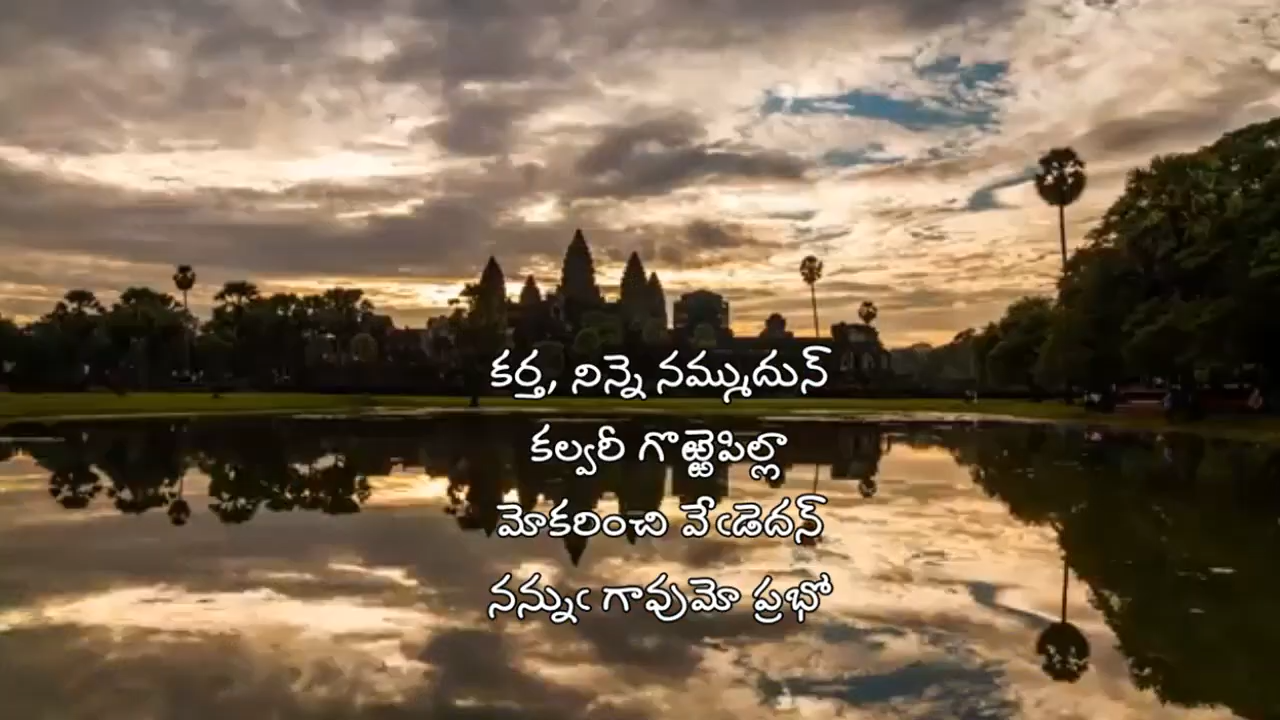 కర్త, నిన్నె నమ్ముదున్
కల్వరీ గొఱ్ఱెపిల్లా
మోకరించి వేఁడెదన్
నన్నుఁ గావుమో ప్రభో